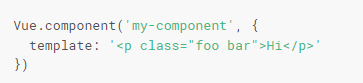 Vue.component('my-component', {
  template: '<p class="foo bar">Hi</p>'
})